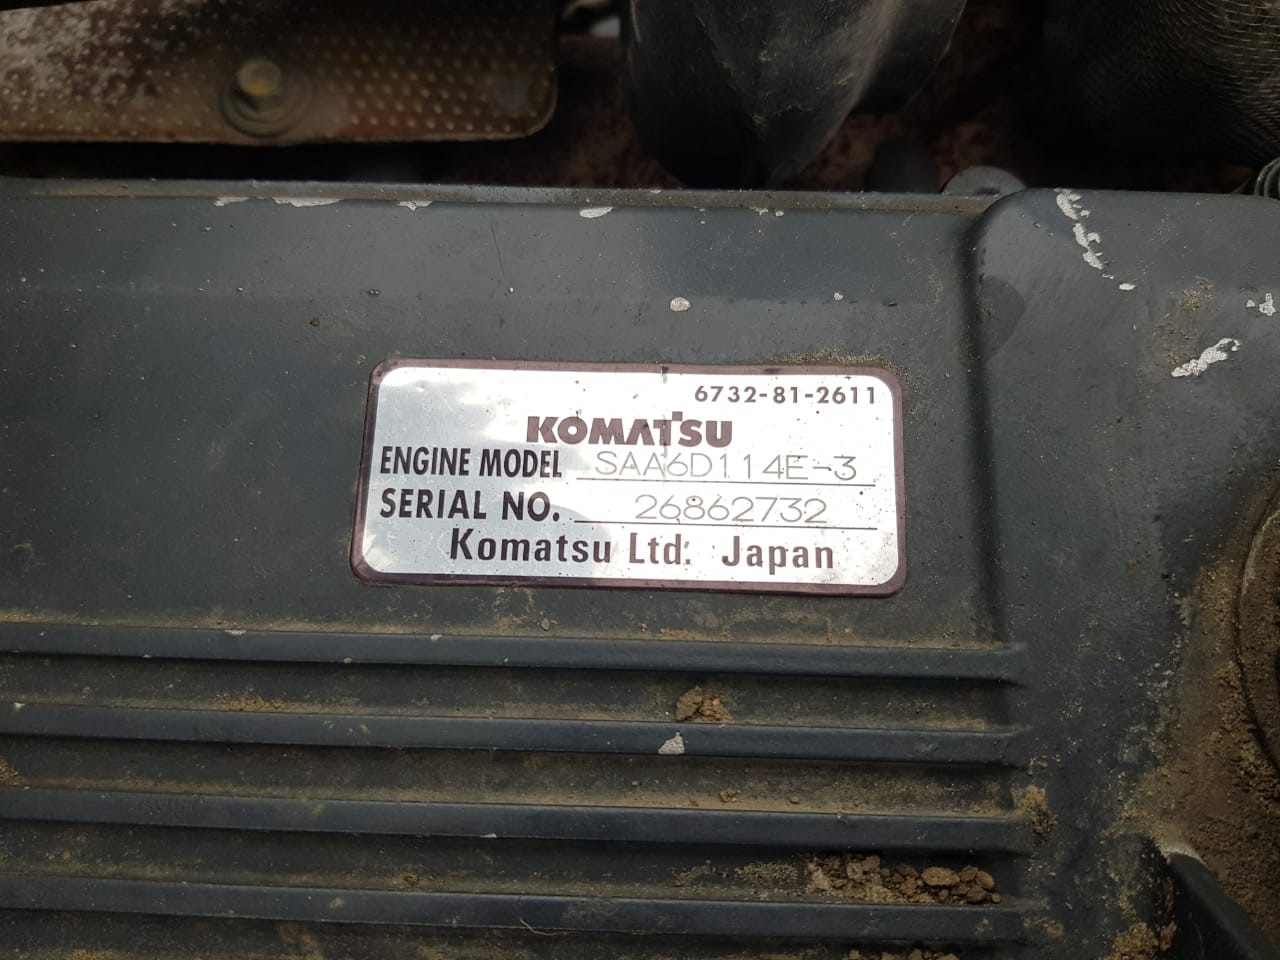 6732-81-2611
KOMATSU
ENGINE MODEL SAA6D114E-3
SERIAL NO. 26862732
Komatsu Ltd. Japan